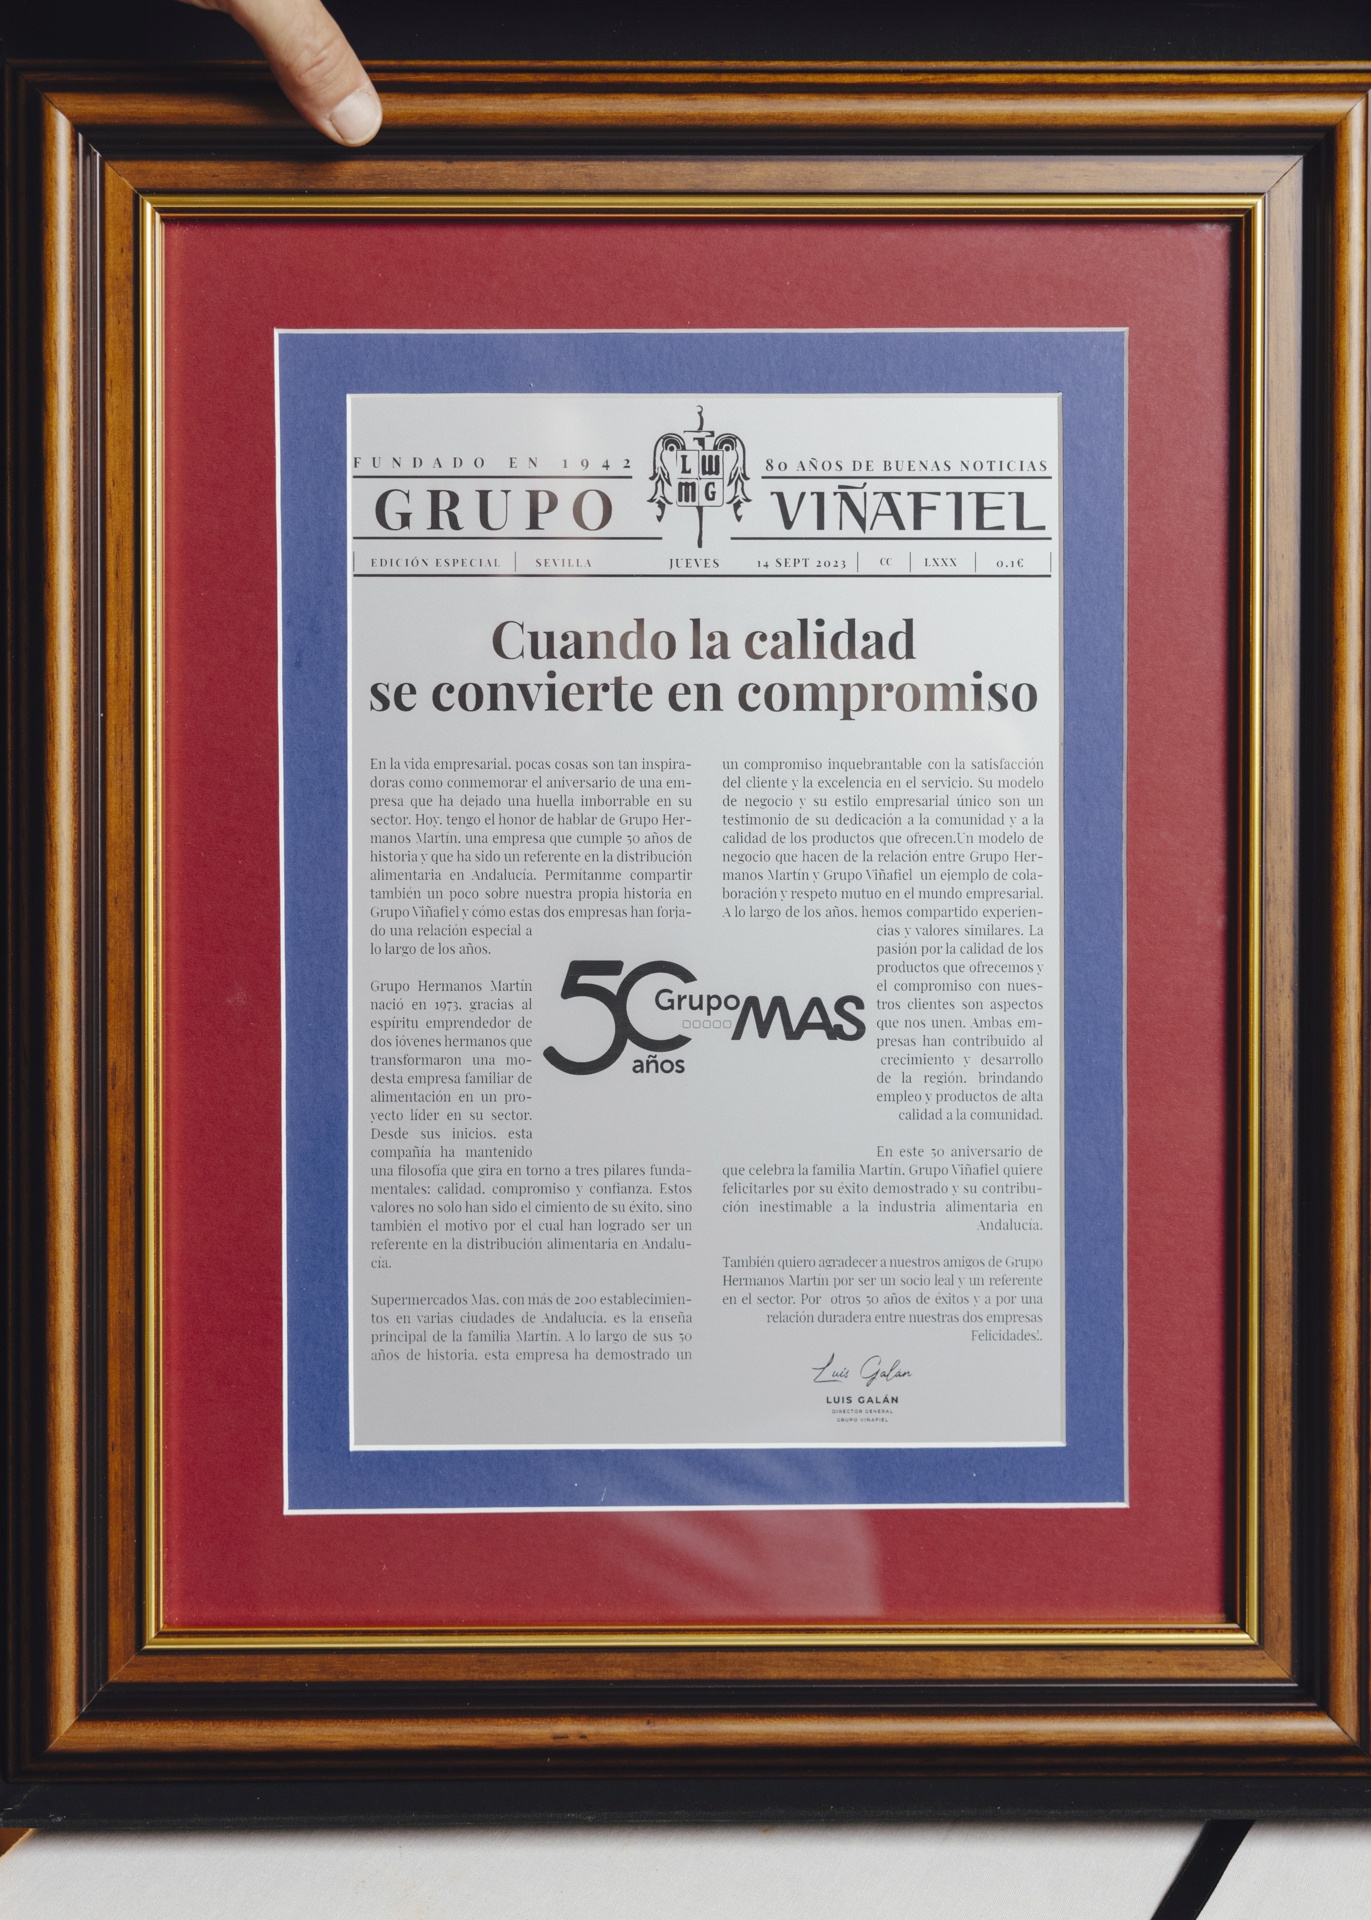 FUNDADO EN 1942
80 AÑOS DE BUENAS NOTICIAS
L W
M G
GRUPO VIÑAFIEL
EDICIÓN ESPECIAL SEVILLA JUEVES 14 SEPT 2023 CC LXXX 0.1€
Cuando la calidad
se convierte en compromiso
En la vida empresarial, pocas cosas son tan inspira-
doras como conmemorar el aniversario de una em-
presa que ha dejado una huella imborrable en su
sector. Hoy, tengo el honor de hablar de Grupo Her-
manos Martín, una empresa que cumple 50 años de
historia y que ha sido un referente en la distribución
alimentaria en Andalucía. Permítanme compartir
también un poco sobre nuestra propia historia en
Grupo Viñafiel y cómo estas dos empresas han forja-
do una relación especial a
lo largo de los años.
Grupo Hermanos Martín
nació en 1973, gracias al
espíritu emprendedor de
dos jóvenes hermanos que
transformaron una mo-
desta empresa familiar de
alimentación en un pro-
yecto líder en su sector.
Desde sus inicios, esta
compañía ha mantenido
una filosofía que gira en torno a tres pilares funda-
mentales: calidad, compromiso y confianza. Estos
valores no solo han sido el cimiento de su éxito, sino
también el motivo por el cual han logrado ser un
referente en la distribución alimentaria en Andalu-
cía.
Supermercados Mas, con más de 200 establecimien-
tos en varias ciudades de Andalucía, es la enseña
principal de la familia Martín. A lo largo de sus 50
años de historia, esta empresa ha demostrado un
50 años Grupo MAS
un compromiso inquebrantable con la satisfacción
del cliente y la excelencia en el servicio. Su modelo
de negocio y su estilo empresarial único son un
testimonio de su dedicación a la comunidad y a la
calidad de los productos que ofrecen.Un modelo de
negocio que hacen de la relación entre Grupo Her-
manos Martín y Grupo Viñafiel un ejemplo de cola-
boración y respeto mutuo en el mundo empresarial.
A lo largo de los años, hemos compartido experien-
cias y valores similares. La
pasión por la calidad de los
productos que ofrecemos y
el compromiso con nues-
tros clientes son aspectos
que nos unen. Ambas em-
presas han contribuido al
crecimiento y desarrollo
de la región, brindando
empleo y productos de alta
calidad a la comunidad.
En este 50 aniversario de
que celebra la familia Martín, Grupo Viñafiel quiere
felicitarles por su éxito demostrado y su contribu-
ción inestimable a la industria alimentaria en
Andalucía.
También quiero agradecer a nuestros amigos de Grupo
Hermanos Martín por ser un socio leal y un referente
en el sector. Por otros 50 años de éxitos y a por una
relación duradera entre nuestras dos empresas
Felicidades!.
Luis Galán
LUIS GALÁN
DIRECTOR GENERAL
GRUPO VIÑAFIEL